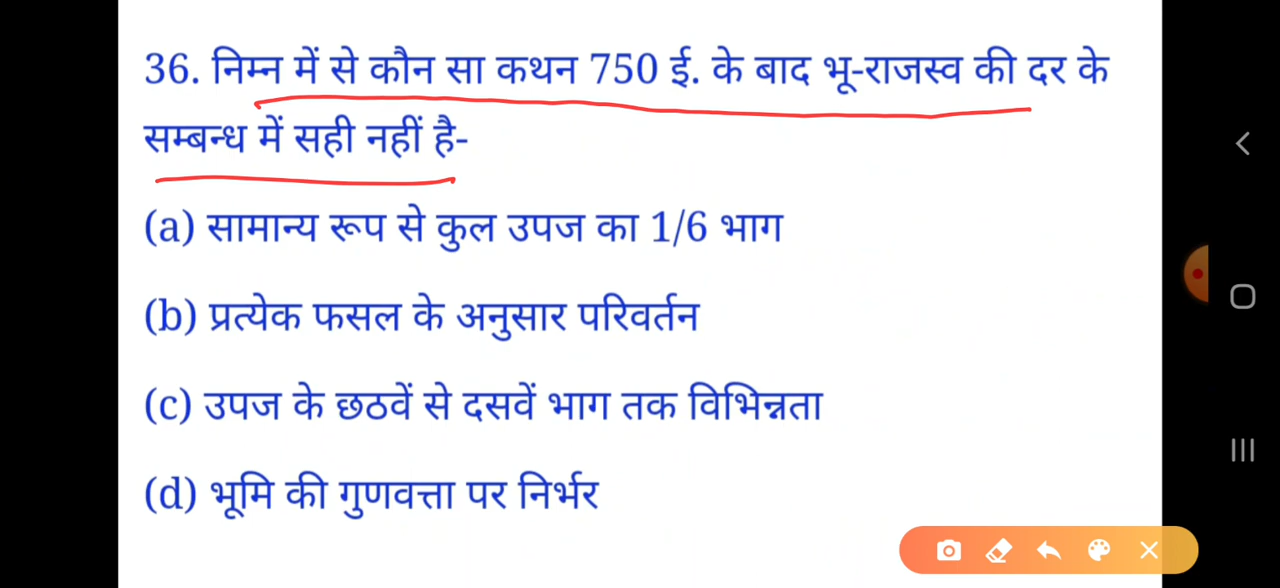 36. निम्न में से कौन सा कथन 750 ई. के बाद भू-राजस्व की दर के
सम्बन्ध में सही नहीं है-
(a) सामान्य रूप से कुल उपज का 1/6 भाग
(b) प्रत्येक फसल के अनुसार परिवर्तन
(c) उपज के छठवें से दसवें भाग तक विभिन्नता
(d) भूमि की गुणवत्ता पर निर्भर